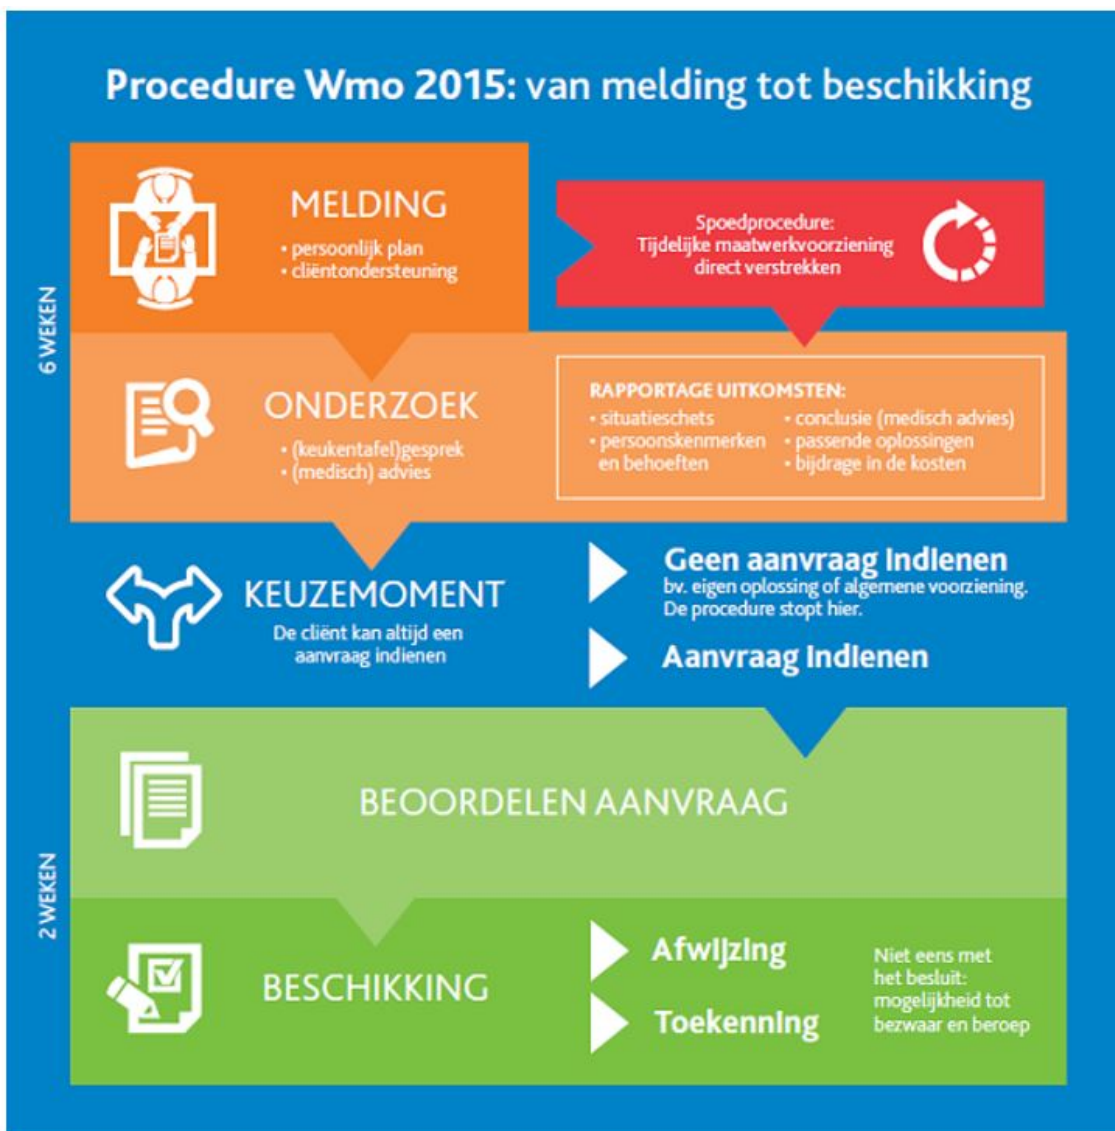 Procedure Wmo 2015: van melding tot beschikking
6 WEKEN
MELDING
• persoonlijk plan
• cliëntondersteuning
Spoedprocedure:
Tijdelijke maatwerkvoorziening
direct verstrekken
ONDERZOEK
• (keukentafel)gesprek
• (medisch) advies
RAPPORTAGE UITKOMSTEN:
• situatieschets
• persoonskenmerken
en behoeften
• conclusie (medisch advies)
• passende oplossingen
• bijdrage in de kosten
KEUZEMOMENT
De cliënt kan altijd een
aanvraag indienen
Geen aanvraag indienen
bv. eigen oplossing of algemene voorziening.
De procedure stopt hier.
Aanvraag indienen
2 WEKEN
BEOORDELEN AANVRAAG
BESCHIKKING
Afwijzing
Toekenning
Niet eens met
het besluit:
mogelijkheid tot
bezwaar en beroep